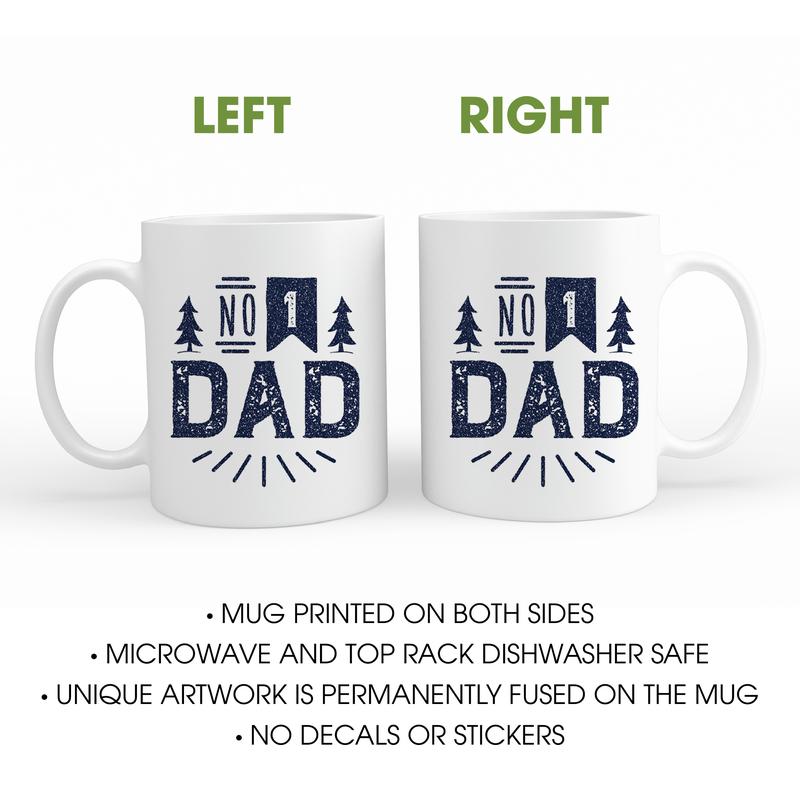 LEFT
RIGHT
NO 1
DAD
NO 1
DAD
• MUG PRINTED ON BOTH SIDES
• MICROWAVE AND TOP RACK DISHWASHER SAFE
• UNIQUE ARTWORK IS PERMANENTLY FUSED ON THE MUG
• NO DECALS OR STICKERS